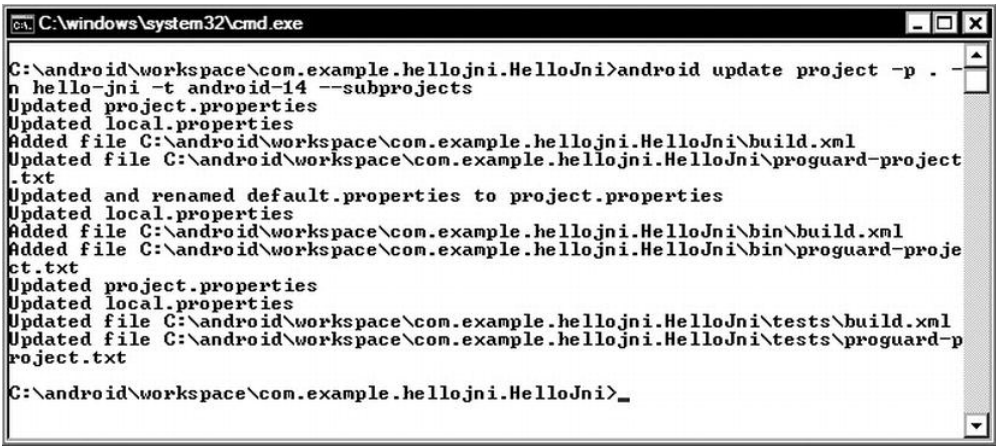 C:\windows\system32\cmd.exe
C:\android\workspace\com.example.hellojni.HelloJni>android update project -p . -
n hello-jni -t android-14 --subprojects
Updated project.properties
Updated local.properties
Added file C:\android\workspace\com.example.hellojni.HelloJni\build.xml
Updated file C:\android\workspace\com.example.hellojni.HelloJni\proguard-project
.txt
Updated and renamed default.properties to project.properties
Updated local.properties
Added file C:\android\workspace\com.example.hellojni.HelloJni\bin\build.xml
Added file C:\android\workspace\com.example.hellojni.HelloJni\bin\proguard-proje
ct.txt
Updated project.properties
Updated local.properties
Updated file C:\android\workspace\com.example.hellojni.HelloJni\tests\build.xml
Updated file C:\android\workspace\com.example.hellojni.HelloJni\tests\proguard-p
roject.txt
C:\android\workspace\com.example.hellojni.HelloJni>_